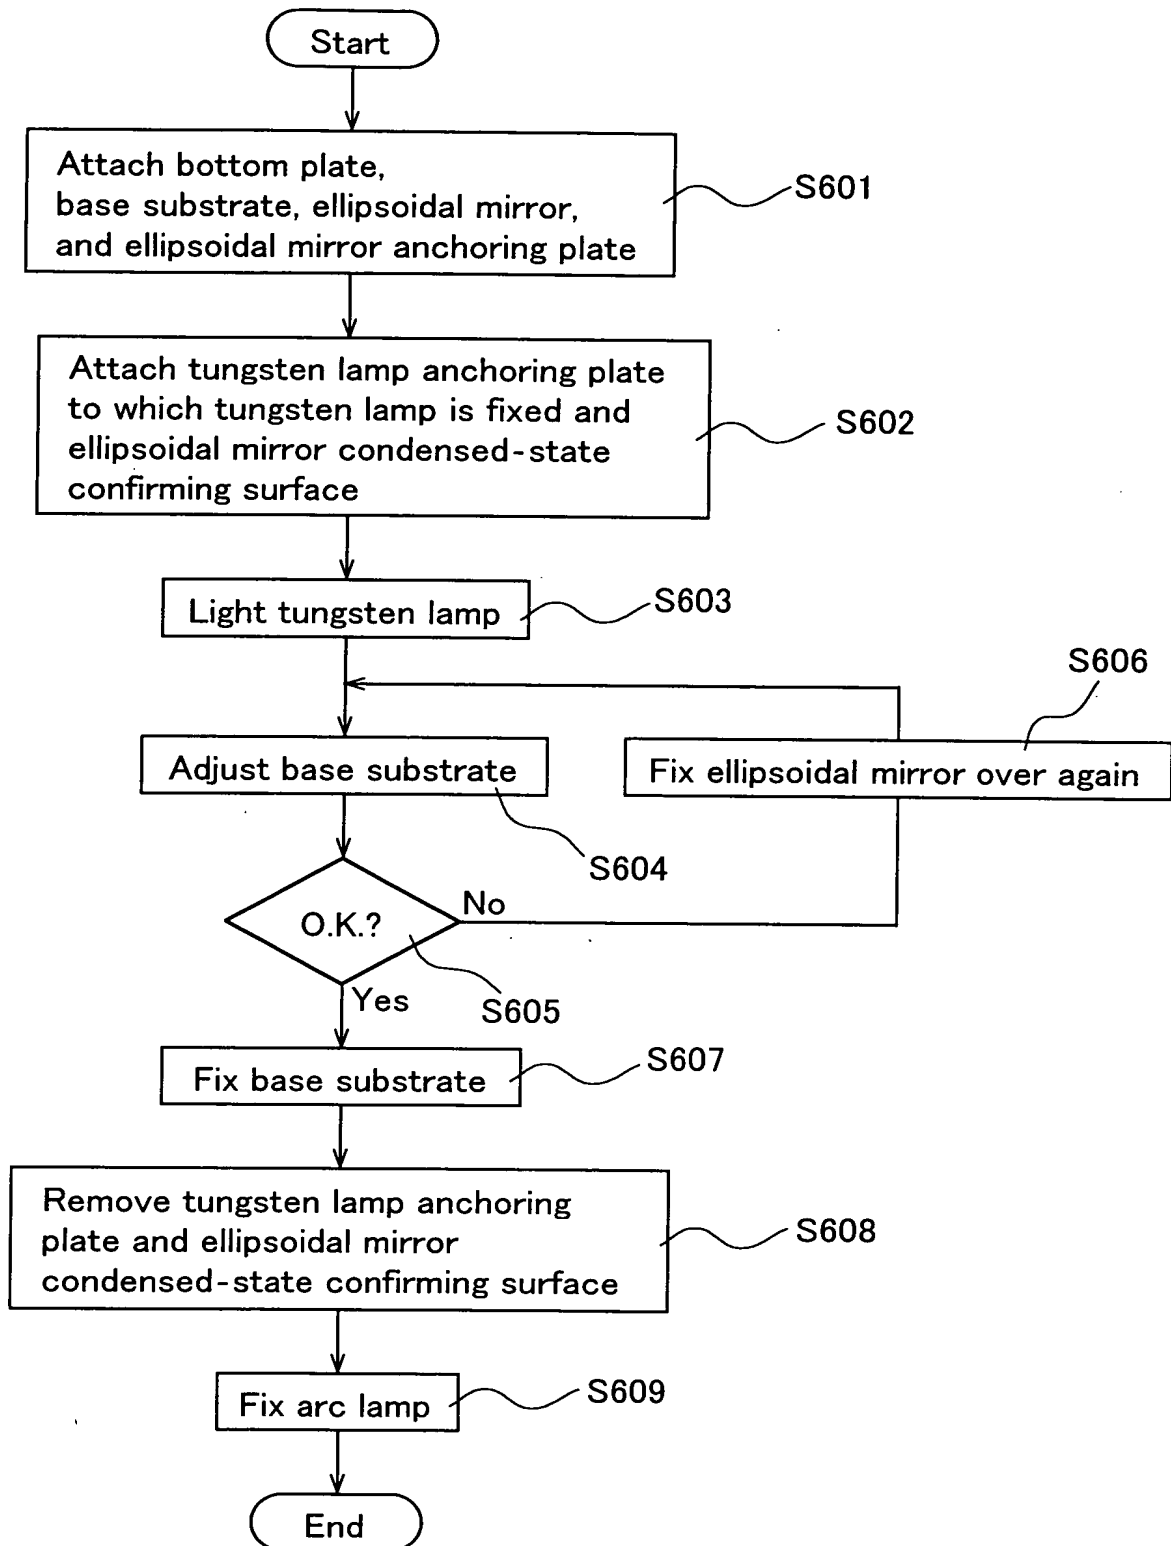 Start
Attach bottom plate,
base substrate, ellipsoidal mirror,
and ellipsoidal mirror anchoring plate
S601
Attach tungsten lamp anchoring plate
to which tungsten lamp is fixed and
ellipsoidal mirror condensed-state
confirming surface
S602
Light tungsten lamp
S603
S606
Adjust base substrate
Fix ellipsoidal mirror over again
S604
O.K.?
No
Yes
S605
Fix base substrate
S607
Remove tungsten lamp anchoring
plate and ellipsoidal mirror
condensed-state confirming surface
S608
Fix arc lamp
S609
End